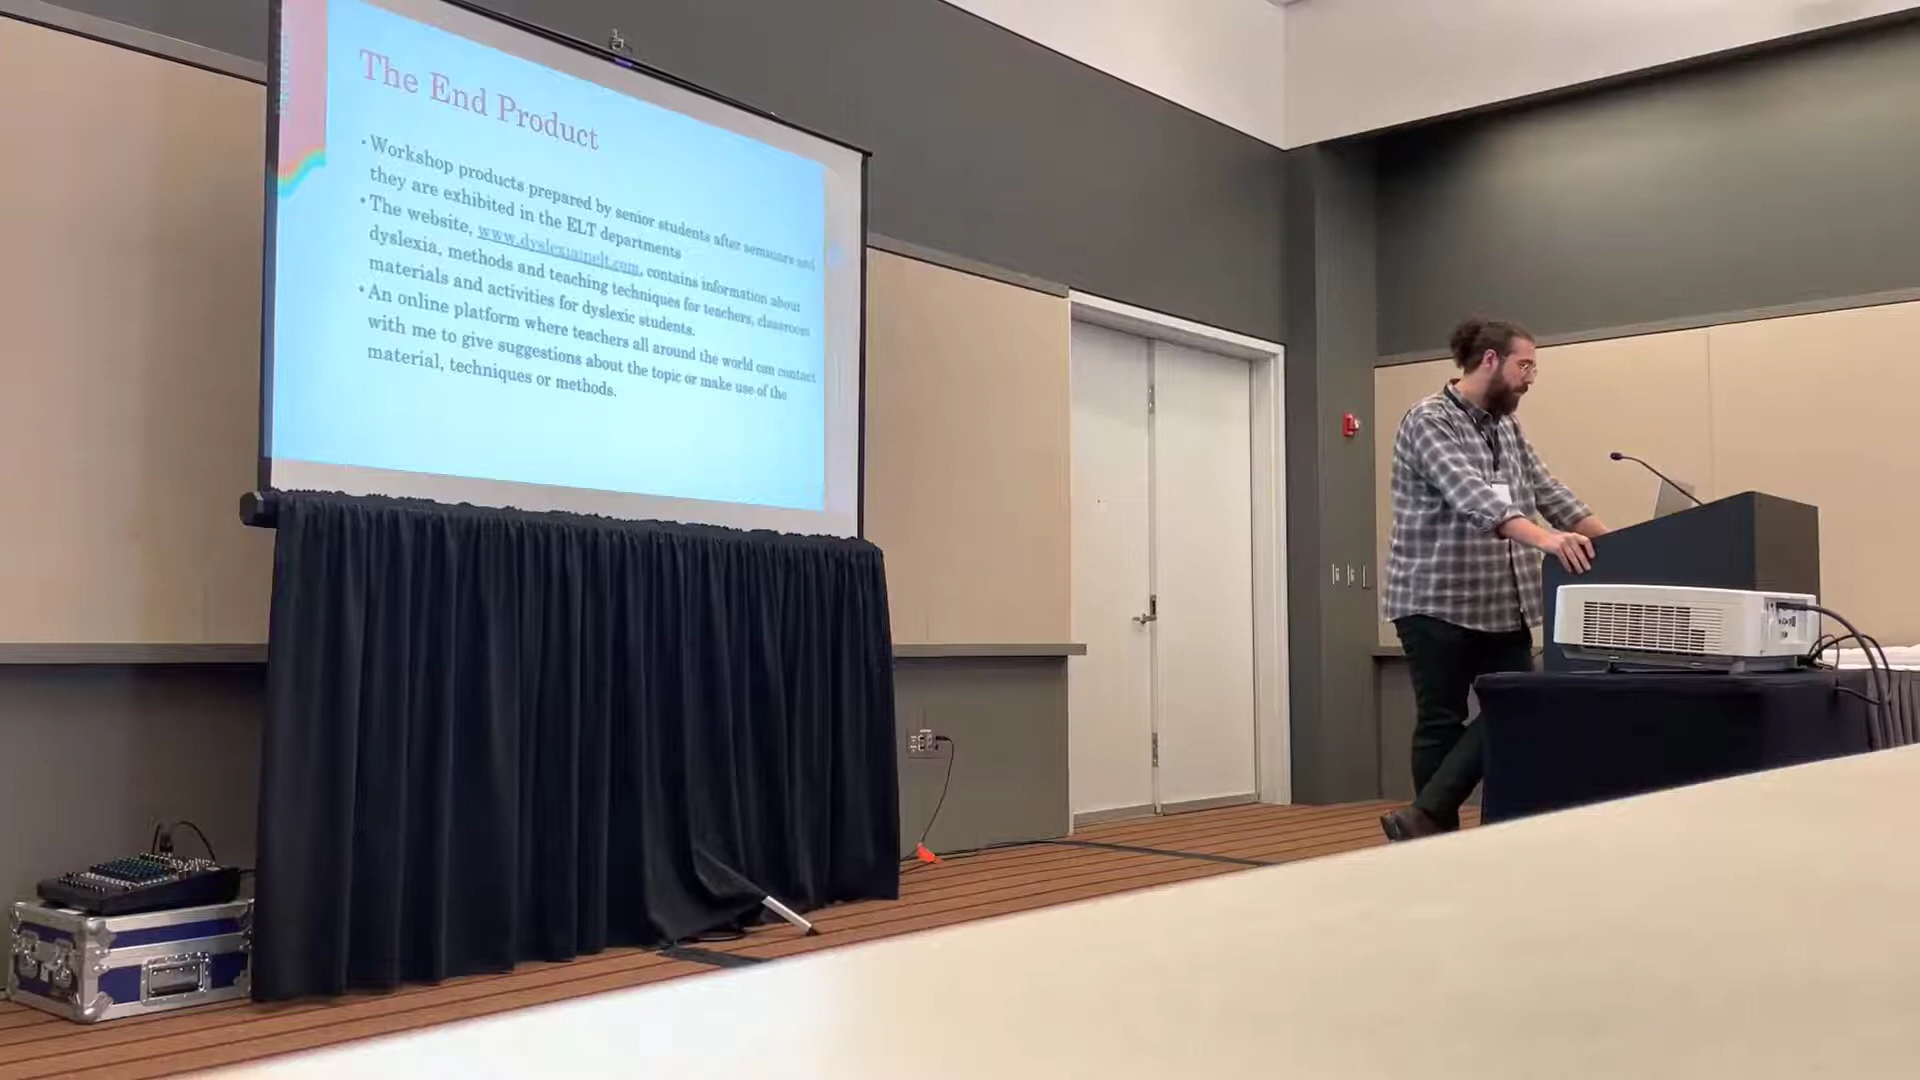 The End Product
• Workshop products prepared by senior students after seminars and
they are exhibited in the ELT departments
• The website, www.dyslexiainelt.com, contains information about
dyslexia, methods and teaching techniques for teachers, classroom
materials and activities for dyslexic students.
• An online platform where teachers all around the world can contact
with me to give suggestions about the topic or make use of the
material, techniques or methods.